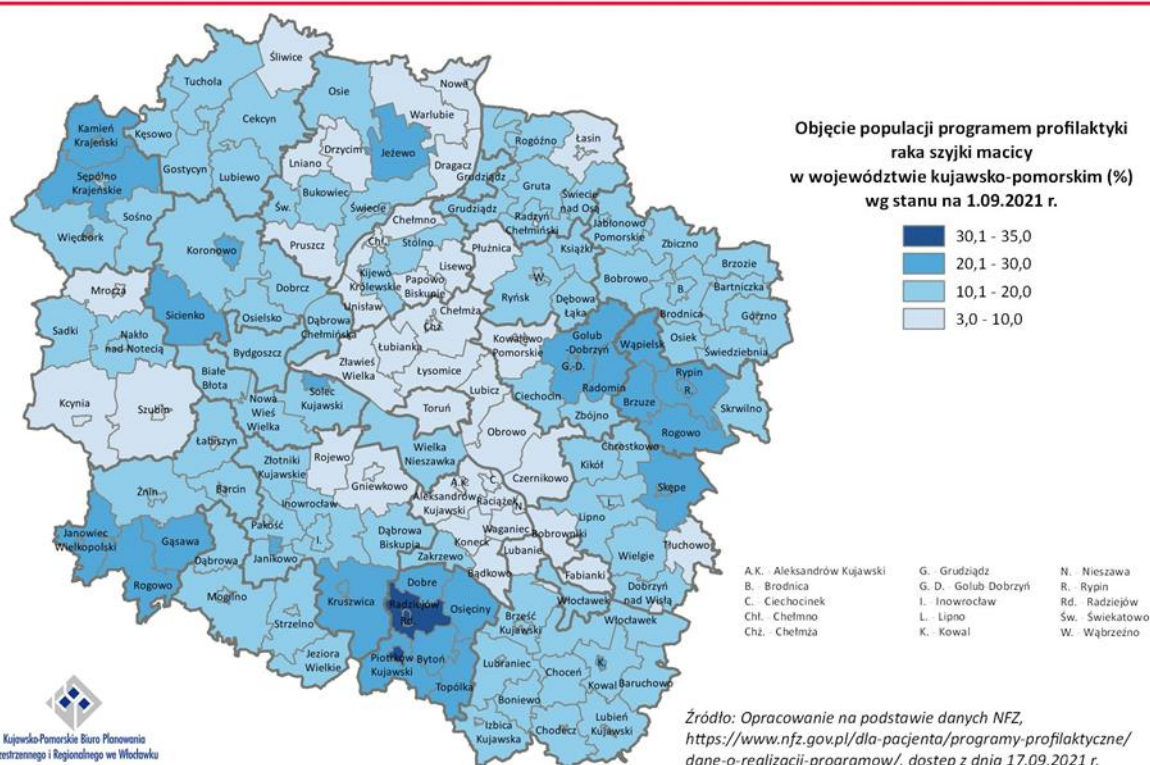 Śliwice
Tuchola
Osie
Nowe
Warlubie
Cekcyn
Kamień
Krajeński
Kęsowo
Jeżewo
Rogóźno
Łasin
Drzycim
Lniano
Dragacz
Grudziądz
Sępólno
Krajeńskie
Gostycyn
Lubiewo
Bukowiec
Gruta
Świecie
nad Osą
Św.
Świecie
Grudziądz
Radzyń
Chełmiński
Sośno
Więcbork
Chełmno
Jabłonowo
Pomorskie
Zbiczno
Koronowo
Pruszcz
Chł.
Stolno
Płużnica
Książki
Brzozie
Lisewo
Kijewo
Królewskie
Papowo
Biskupie
W.
Bobrowo
Bartniczka
Mrocza
Dobrcz
Unisław
Ryńsk
Dębowa
Łąka
B.
Brodnica
Sicienko
Osielsko
Dąbrowa
Chełmińska
Chełmża
Chż.
Górzno
Sadki
Nakło
nad Notecią
Łubianka
Kowalewo
Pomorskie
Golub
-Dobrzyń
Wąpielsk
Osiek
Świedziebnia
Bydgoszcz
Zławieś
Wielka
Łysomice
G.-D.
Białe
Błota
Rypin
R.
Radomin
Kcynia
Szubin
Nowa
Wieś
Wielka
Solec
Kujawski
Lubicz
Ciechocin
Brzuze
Skrwilno
Toruń
Zbójno
Łabiszyn
Obrowo
Rogowo
Wielka
Nieszawka
Chrostkowo
Złotniki
Kujawskie
Rojewo
Kikół
Czernikowo
Gniewkowo
Skępe
Żnin
Barcin
A.K.
C.
Aleksandrów
Kujawski
Raciążek
N.
Inowrocław
L.
Lipno
Pakość
I.
Dąbrowa
Biskupia
Waganiec
Bobrowniki
Janowiec
Wielkopolski
Gąsawa
Koneck
Lubanie
Tłuchowo
Dąbrowa
Janikowo
Zakrzewo
Wielgie
Rogowo
Bądkowo
Fabianki
Dobre
Dobrzyń
nad Wisłą
Mogilno
Kruszwica
Radziejów
Rd.
Osięciny
Włocławek
Brześć
Kujawski
Włocławek
Strzelno
Jeziora
Wielkie
Piotrków
Kujawski
Bytoń
Lubraniec
Choceń
K.
Kowal
Baruchowo
Topólka
Boniewo
Izbica
Kujawska
Chodecz
Lubień
Kujawski
Objęcie populacji programem profilaktyki
raka szyjki macicy
w województwie kujawsko-pomorskim (%)
wg stanu na 1.09.2021 r.
30,1 - 35,0
20,1 - 30,0
10,1 - 20,0
3,0 - 10,0
A.K. - Aleksandrów Kujawski
B. - Brodnica
C. - Ciechocinek
Chł. - Chełmno
Chż. - Chełmża
G. - Grudziądz
G. D. - Golub Dobrzyń
I. - Inowrocław
L. - Lipno
K. - Kowal
N. - Nieszawa
R. - Rypin
Rd. - Radziejów
Św. - Świekatowo
W. - Wąbrzeźno
Kujawsko-Pomorskie Biuro Planowania
zestrzennego i Regionalnego we Włocławku
Źródło: Opracowanie na podstawie danych NFZ,
https://www.nfz.gov.pl/dla-pacjenta/programy-profilaktyczne/
dane-o-realizacji-programow/, dostęp z dnia 17.09.2021 r.